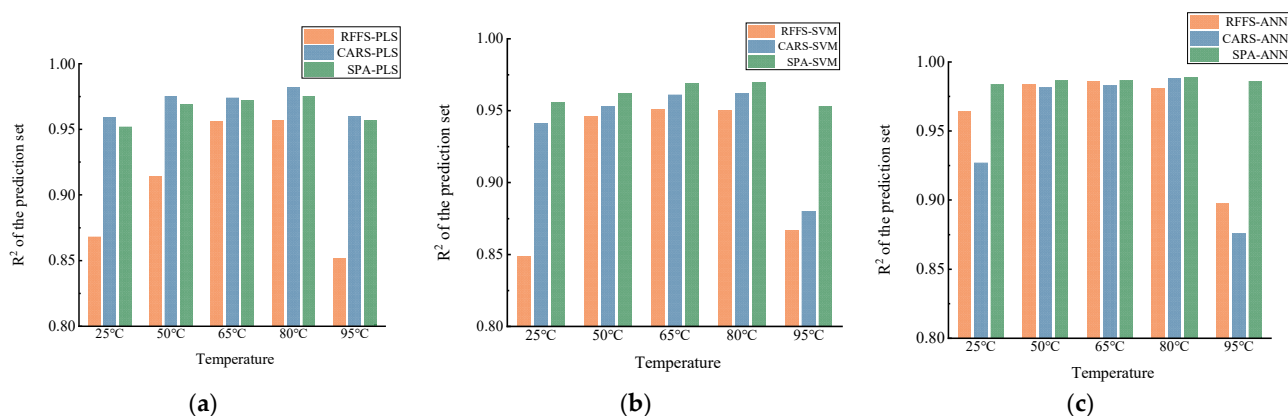 RFFS-PLS
CARS-PLS
SPA-PLS
1.00
0.95
0.90
0.85
0.80
R² of the prediction set
25℃ 50℃ 65℃ 80℃ 95℃
Temperature
(a)
RFFS-SVM
CARS-SVM
SPA-SVM
1.00
0.95
0.90
0.85
0.80
R² of the prediction set
25℃ 50℃ 65℃ 80℃ 95℃
Temperature
(b)
RFFS-ANN
CARS-ANN
SPA-ANN
1.00
0.95
0.90
0.85
0.80
R² of the prediction set
25℃ 50℃ 65℃ 80℃ 95℃
Temperature
(c)